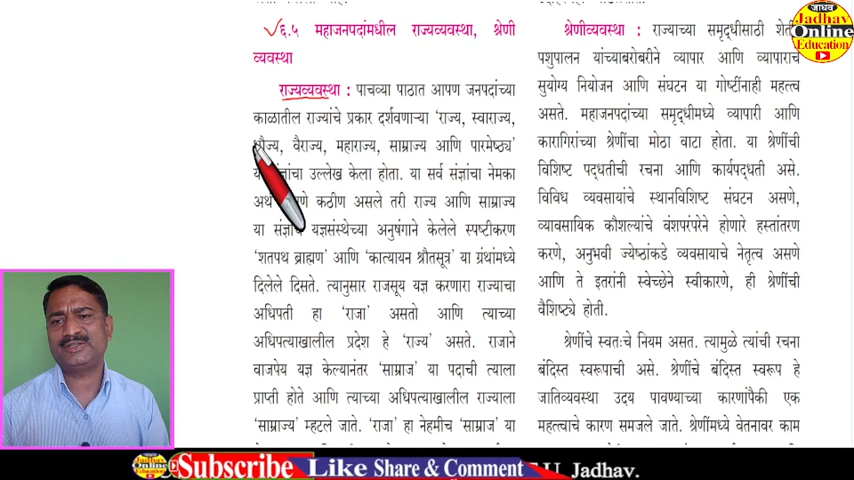 ✓६.५ महाजनपदांमधील राज्यव्यवस्था, श्रेणी
व्यवस्था
राज्यव्यवस्था : पाचव्या पाठात आपण जनपदांच्या
काळातील राज्यांचे प्रकार दर्शवणाऱ्या 'राज्य, स्वाराज्य,
वैराज्य, महाराज्य, साम्राज्य आणि पारमेष्ठ्य'
उल्लेख केला होता. या सर्व संज्ञांचा नेमका
कठीण असले तरी राज्य आणि साम्राज्य
या यज्ञसंस्थेच्या अनुषंगाने केलेले स्पष्टीकरण
'शतपथ ब्राह्मण' आणि 'कात्यायन श्रौतसूत्र' या ग्रंथांमध्ये
दिलेले दिसते. त्यानुसार राजसूय यज्ञ करणारा राज्याचा
अधिपती हा 'राजा' असतो आणि त्याच्या
अधिपत्याखालील प्रदेश हे 'राज्य' असते. राजाने
वाजपेय यज्ञ केल्यानंतर 'साम्राज' या पदाची त्याला
प्राप्ती होते आणि त्याच्या अधिपत्याखालील राज्याला
'साम्राज्य' म्हटले जाते. 'राजा' हा नेहमीच 'साम्राज' या
श्रेणीव्यवस्था : राज्याच्या समृद्धीसाठी
पशुपालन यांच्याबरोबरीने व्यापार आणि व्यापाराचे
सुयोग्य नियोजन आणि संघटन या गोष्टींनाही महत्त्व
असते. महाजनपदांच्या समृद्धीमध्ये व्यापारी आणि
कारागिरांच्या श्रेणींचा मोठा वाटा होता. या श्रेणींची
विशिष्ट पद्धतीची रचना आणि कार्यपद्धती असे.
विविध व्यवसायांचे स्थानविशिष्ट संघटन असणे,
व्यावसायिक कौशल्यांचे वंशपरंपरेने होणारे हस्तांतरण
करणे, अनुभवी ज्येष्ठांकडे व्यवसायाचे नेतृत्व असणे
आणि ते इतरांनी स्वेच्छेने स्वीकारणे, ही श्रेणींची
वैशिष्ट्ये होती.
श्रेणींचे स्वतःचे नियम असत. त्यामुळे त्यांची रचना
बंदिस्त स्वरूपाची असे. श्रेणींचे बंदिस्त स्वरूप हे
जातिव्यवस्था उदय पावण्याच्या कारणांपैकी एक
महत्त्वाचे कारण समजले जाते. श्रेणींमध्ये वेतनावर काम
जाधव
Jadhav
Online
Education
जाधव
Jadhav
Online
Education
Subscribe Like Share & Comment Jadhav.